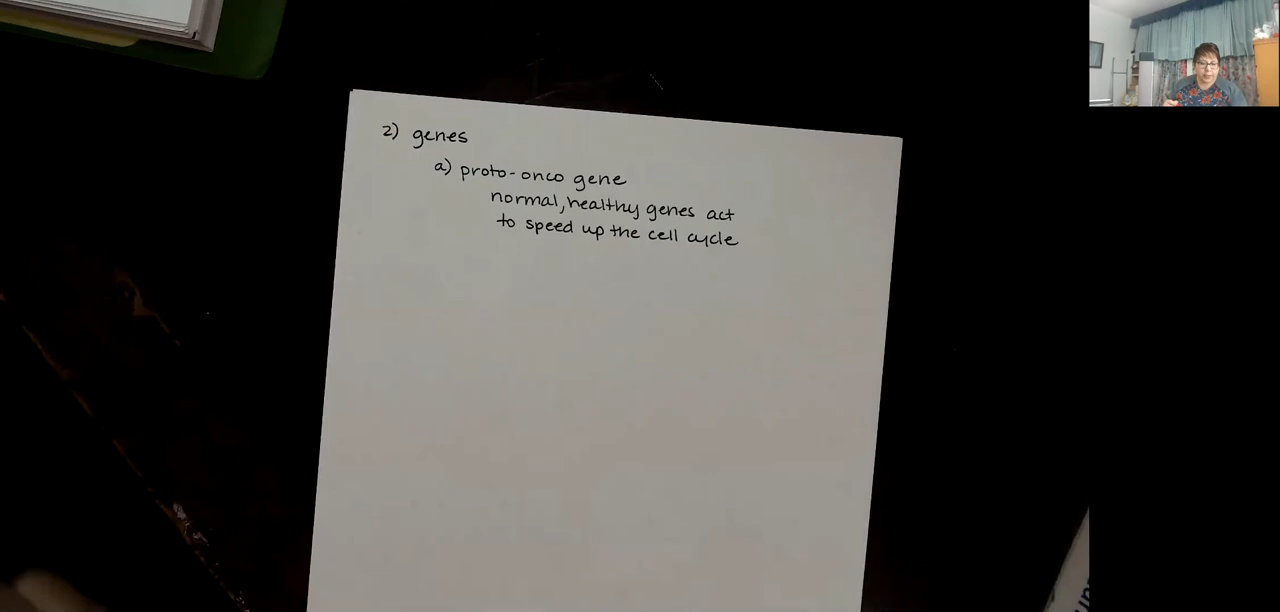 2) genes
a) proto-onco gene
normal, healthy genes act
to speed up the cell cycle